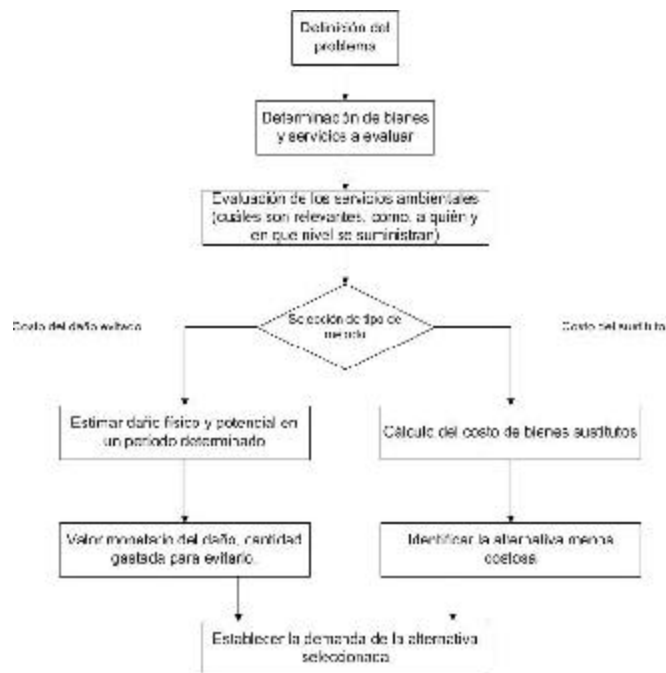 Definición del
problema
Determinación de bienes
y servicios a evaluar
Evaluación de los servicios ambientales
(cuáles son relevantes, como, a quién y
en que nivel se suministran)
Selección de tipo de
método
Costo del daño evitado
Costo del sustituto
Estimar daño físico y potencial en
un período determinado
Cálculo del costo de bienes sustitutos
Valor monetario del daño, cantidad
gastada para evitarlo.
Identificar la alternativa menos
costosa
Establecer la demanda de la alternativa
seleccionada